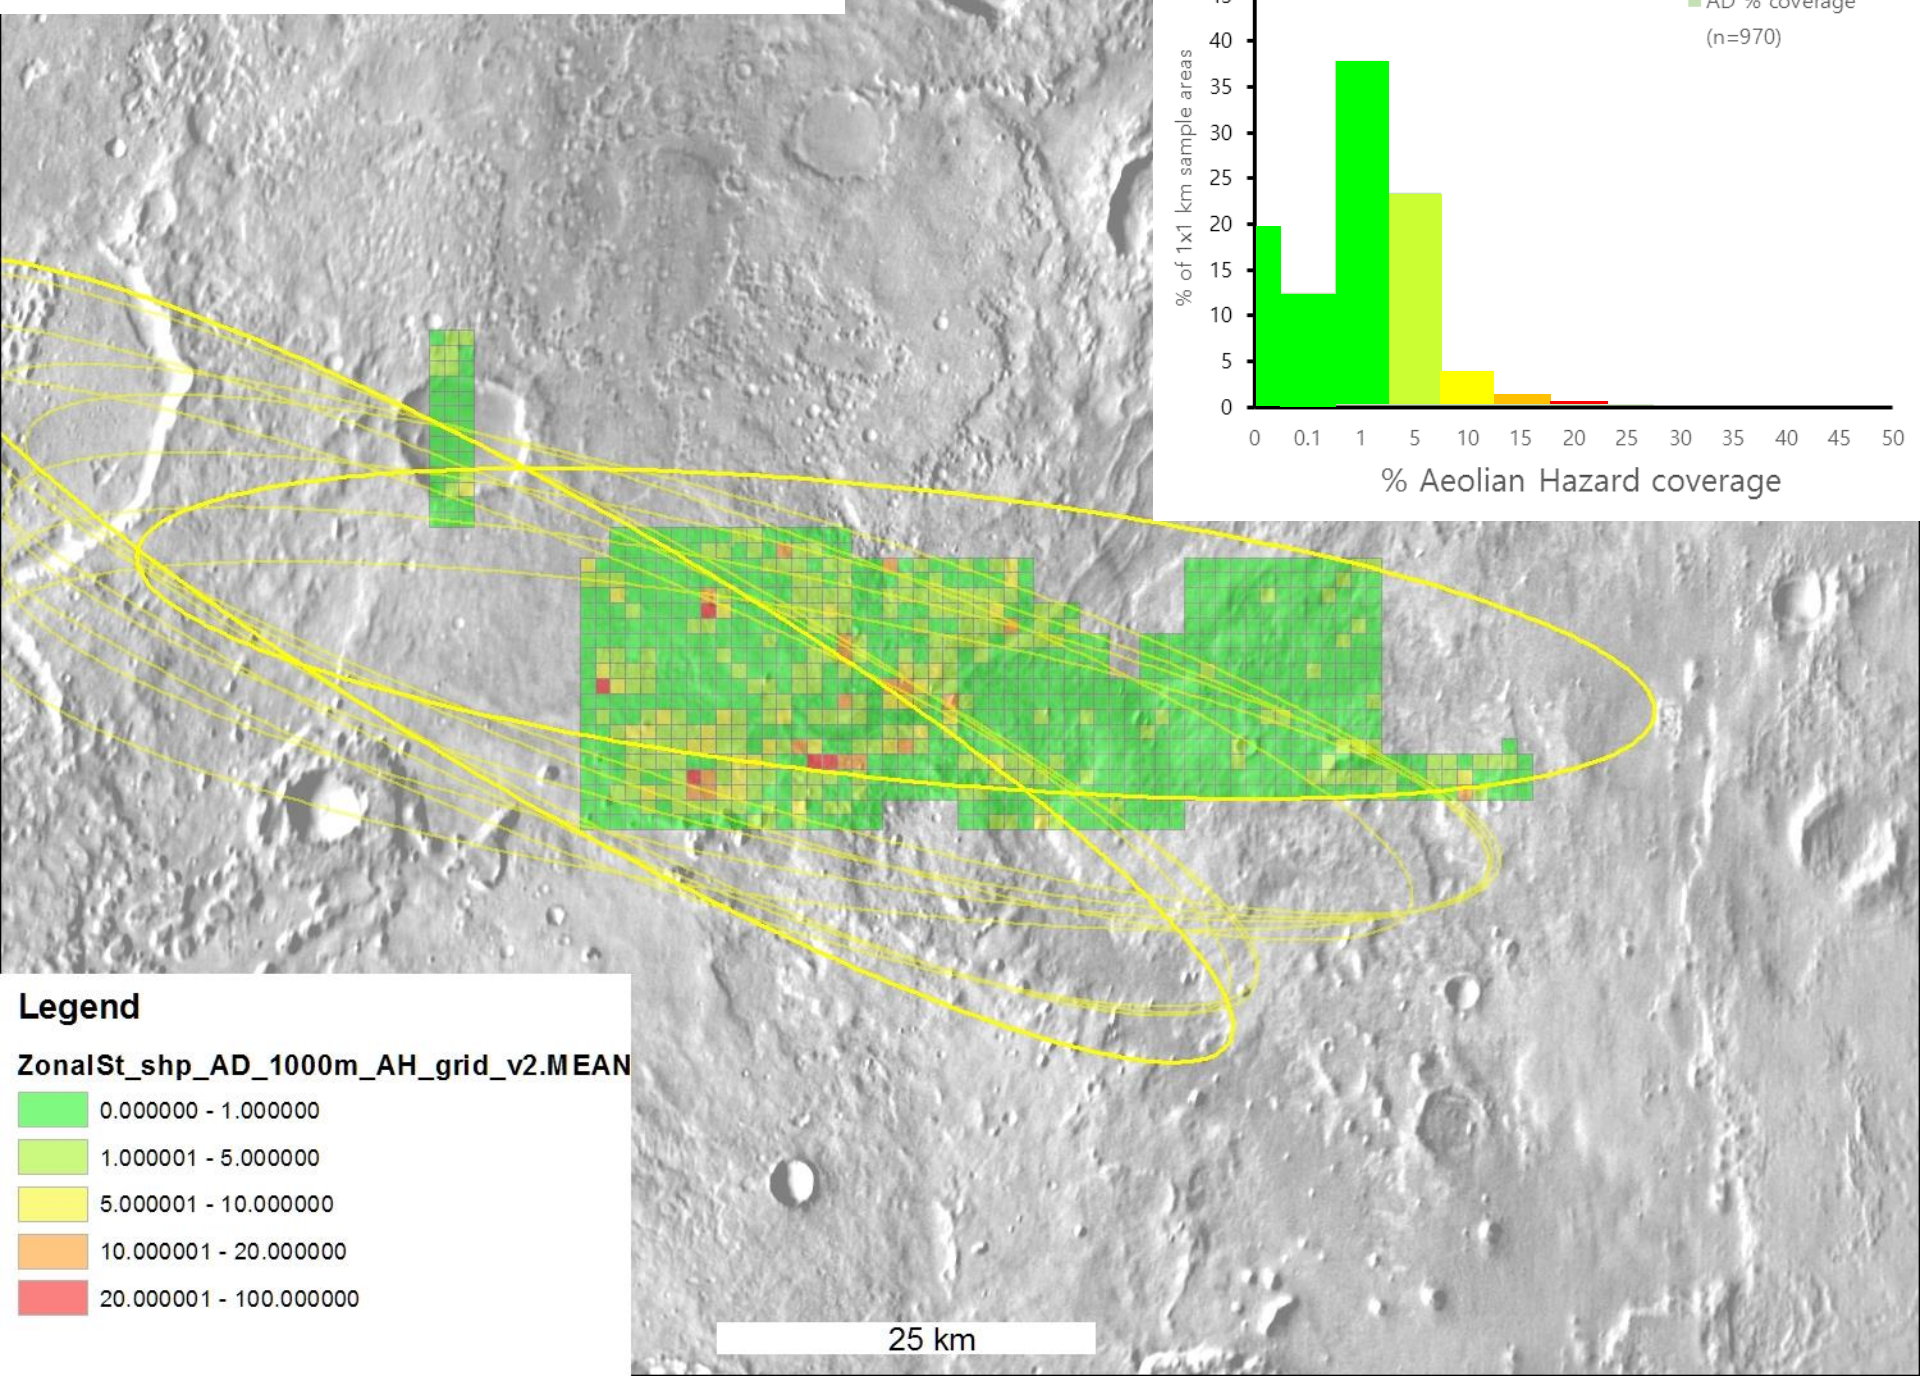 AD % coverage
(n=970)
45
40
35
30
25
20
15
10
5
0
% of 1x1 km sample areas
0 0.1 1 5 10 15 20 25 30 35 40 45 50
% Aeolian Hazard coverage
Legend
ZonalSt_shp_AD_1000m_AH_grid_v2.MEAN
0.000000 - 1.000000
1.000001 - 5.000000
5.000001 - 10.000000
10.000001 - 20.000000
20.000001 - 100.000000
25 km